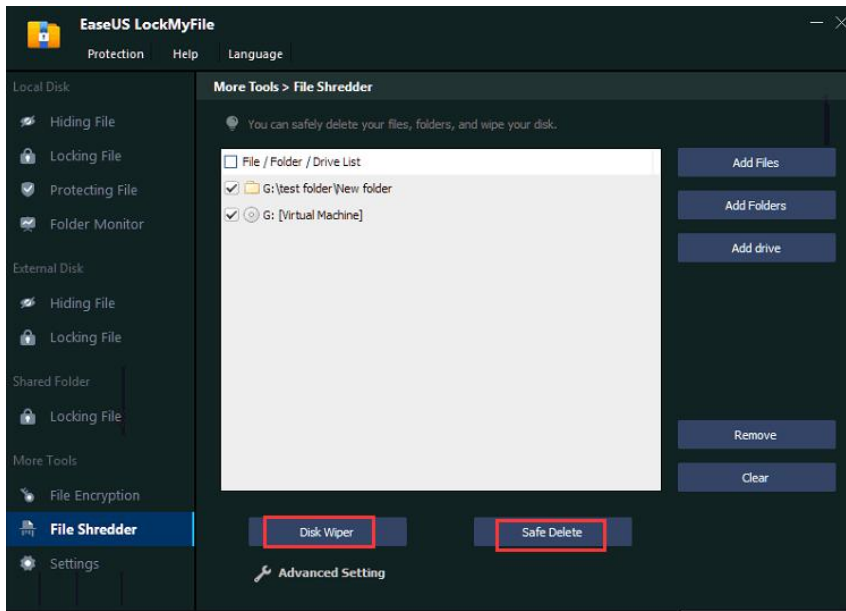 EaseUS LockMyFile
Protection Help Language
Local Disk
Hiding File
Locking File
Protecting File
Folder Monitor
External Disk
Hiding File
Locking File
Shared Folder
Locking File
More Tools
File Encryption
File Shredder
Settings
More Tools > File Shredder
You can safely delete your files, folders, and wipe your disk.
File / Folder / Drive List
G:\test folder\New folder
G: [Virtual Machine]
Add Files
Add Folders
Add drive
Remove
Clear
Disk Wiper
Safe Delete
Advanced Setting